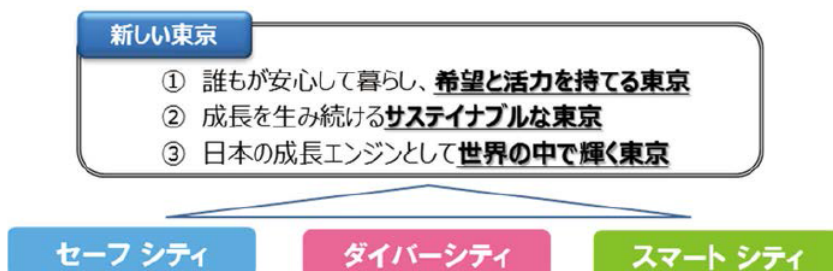 新しい東京
① 誰もが安心して暮らし、希望と活力を持てる東京
② 成長を生み続けるサステイナブルな東京
③ 日本の成長エンジンとして世界の中で輝く東京
セーフ シティ
ダイバーシティ
スマート シティ